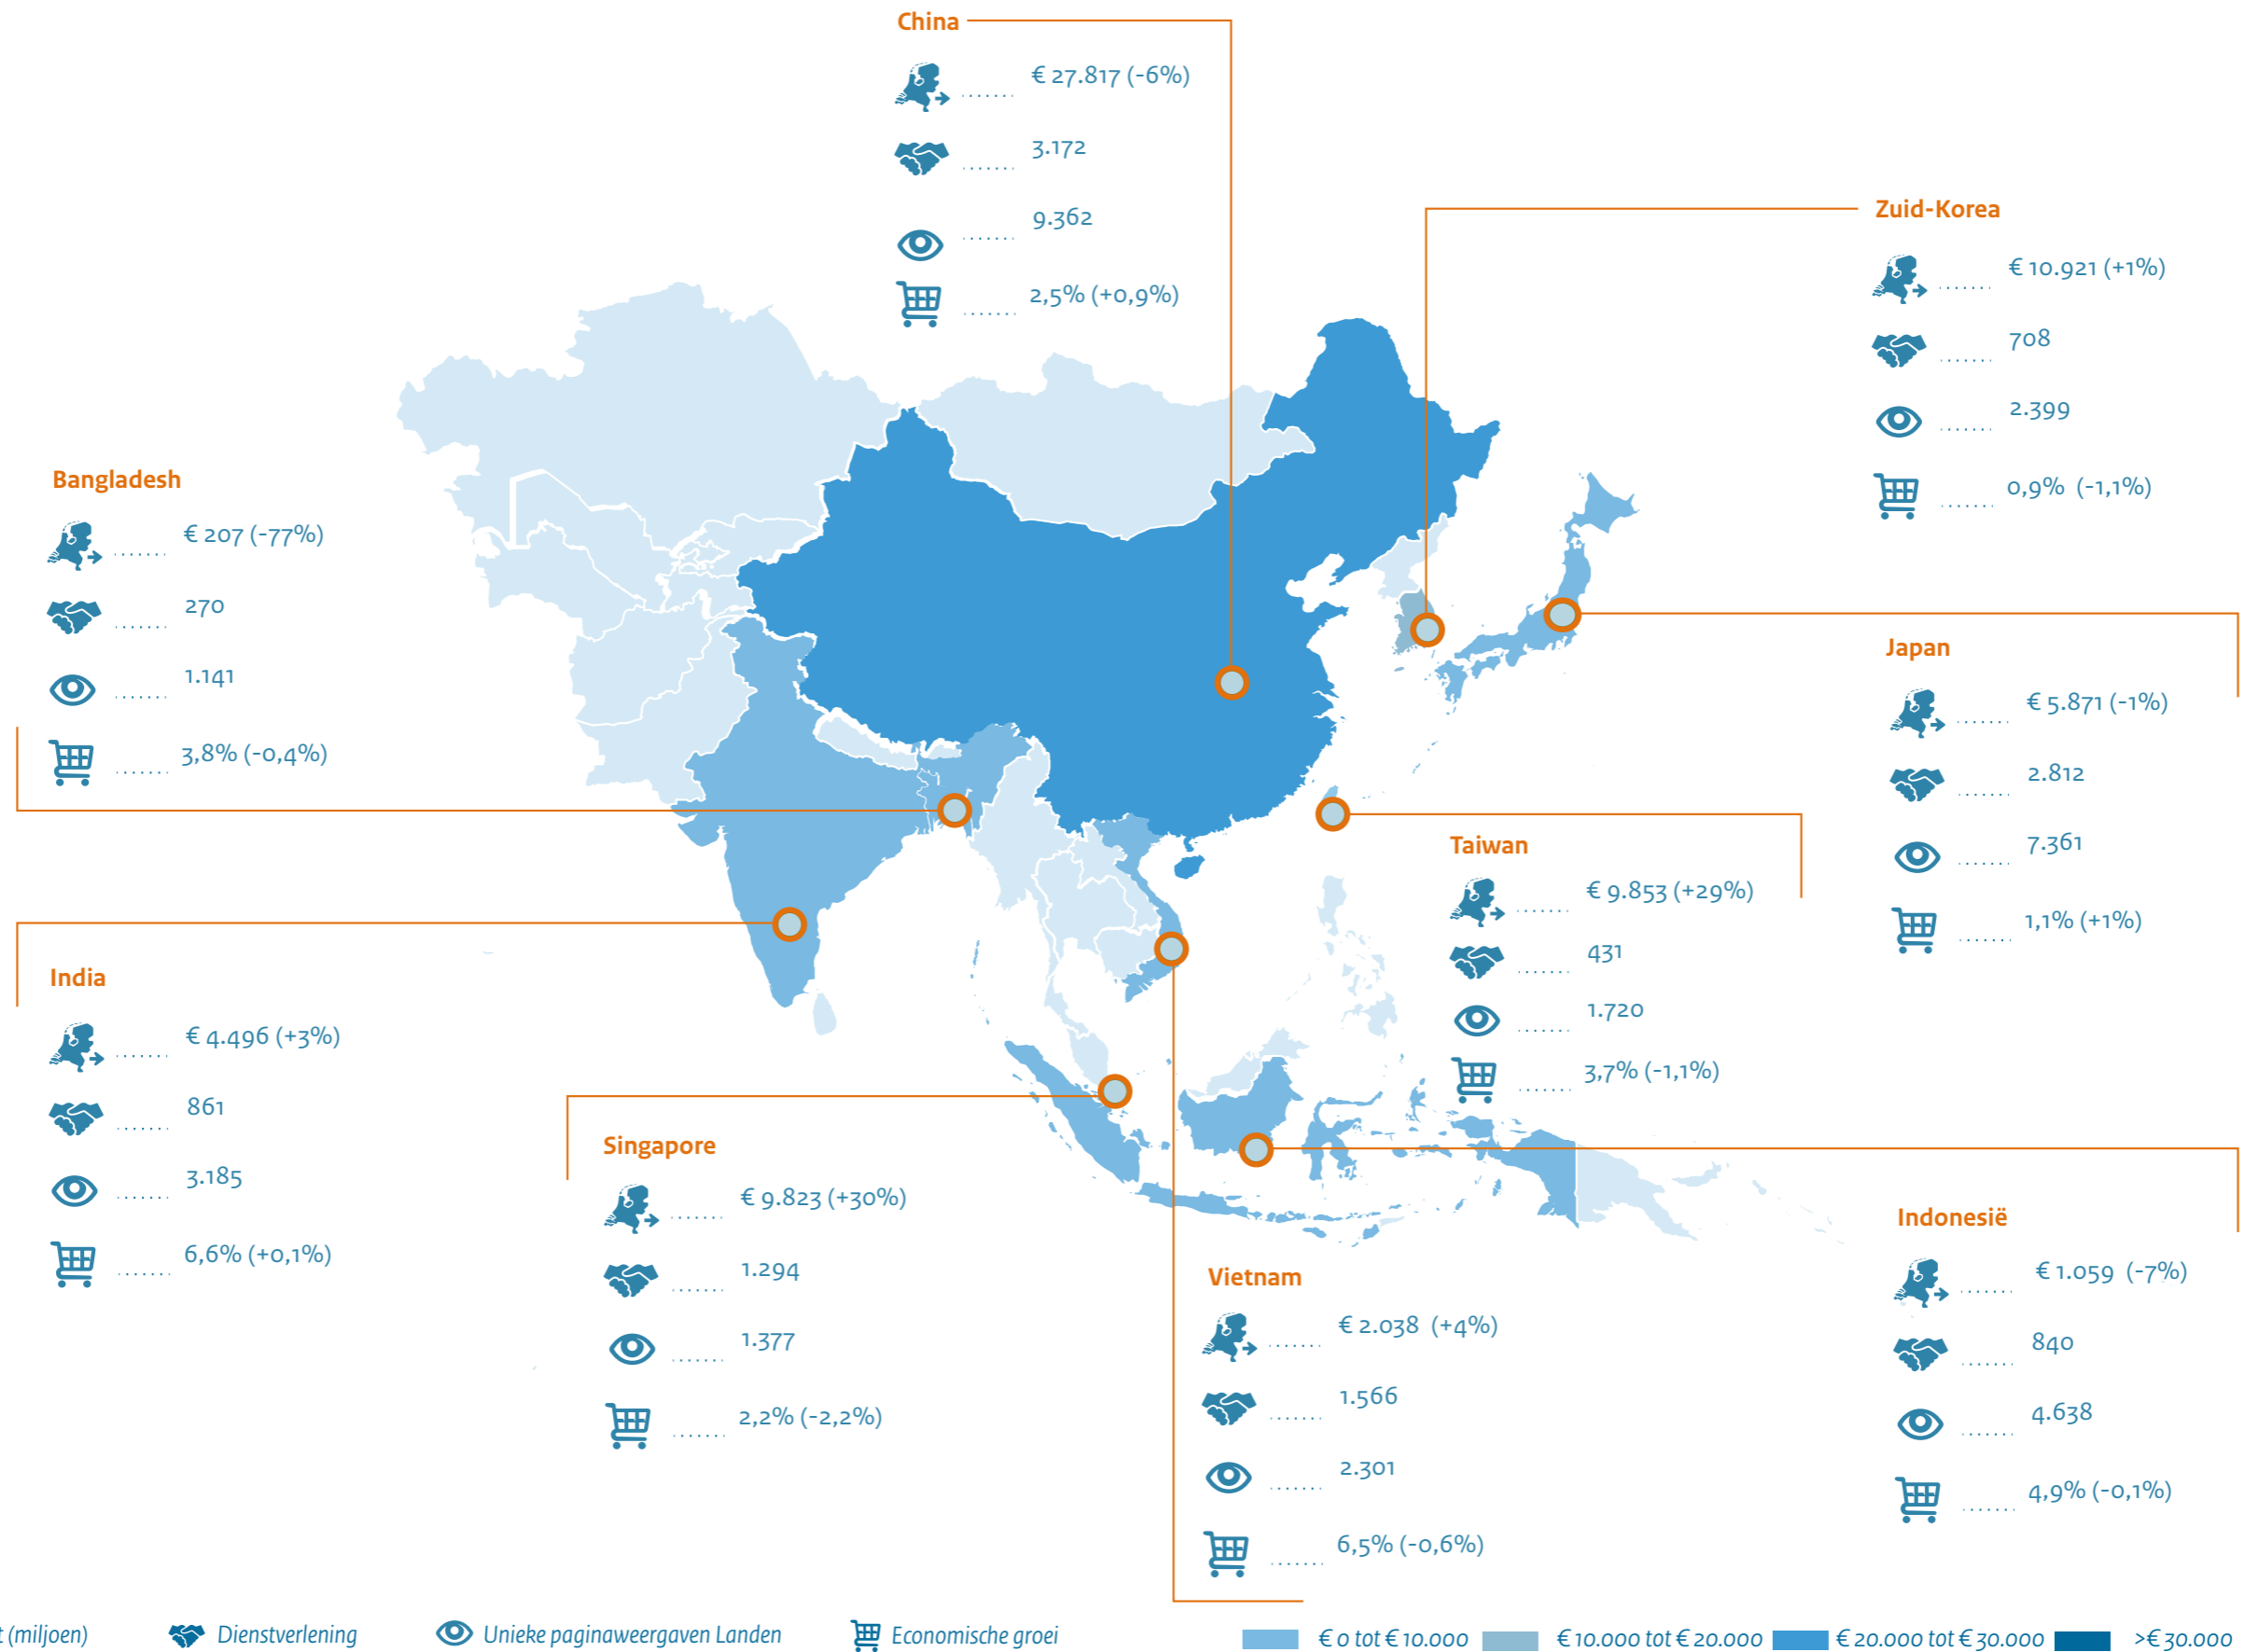 China
€ 27.817 (-6%)
3.172
9.362
2,5% (+0,9%)
Zuid-Korea
€ 10.921 (+1%)
708
2.399
0,9% (-1,1%)
Bangladesh
€ 207 (-77%)
270
1.141
3,8% (-0,4%)
Japan
€ 5.871 (-1%)
2.812
7.361
1,1% (+1%)
Taiwan
€ 9.853 (+29%)
431
1.720
3,7% (-1,1%)
India
€ 4.496 (+3%)
861
3.185
6,6% (+0,1%)
Singapore
€ 9.823 (+30%)
1.294
1.377
2,2% (-2,2%)
Vietnam
€ 2.038 (+4%)
1.566
2.301
6,5% (-0,6%)
Indonesië
€ 1.059 (-7%)
840
4.638
4,9% (-0,1%)
t (miljoen) Dienstverlening Unieke paginaweergaven Landen Economische groei € 0 tot € 10.000 € 10.000 tot € 20.000 € 20.000 tot € 30.000 >€ 30.000